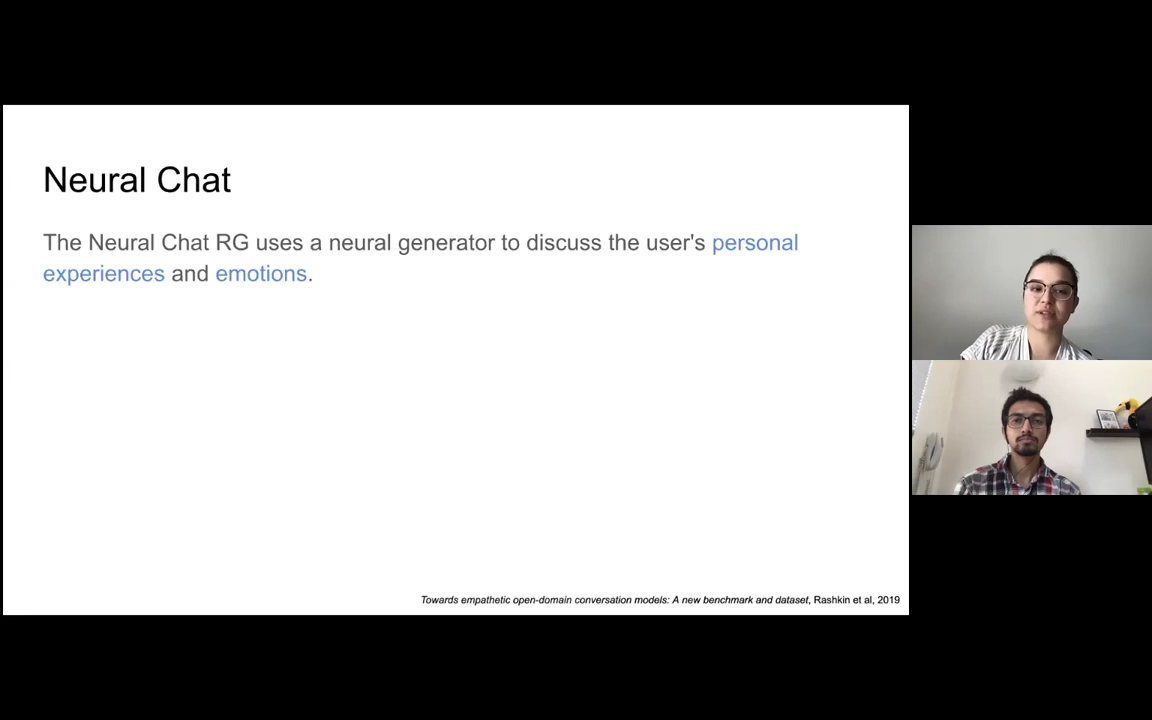 Neural Chat
The Neural Chat RG uses a neural generator to discuss the user's personal
experiences and emotions.
Towards empathetic open-domain conversation models: A new benchmark and dataset, Rashkin et al, 2019